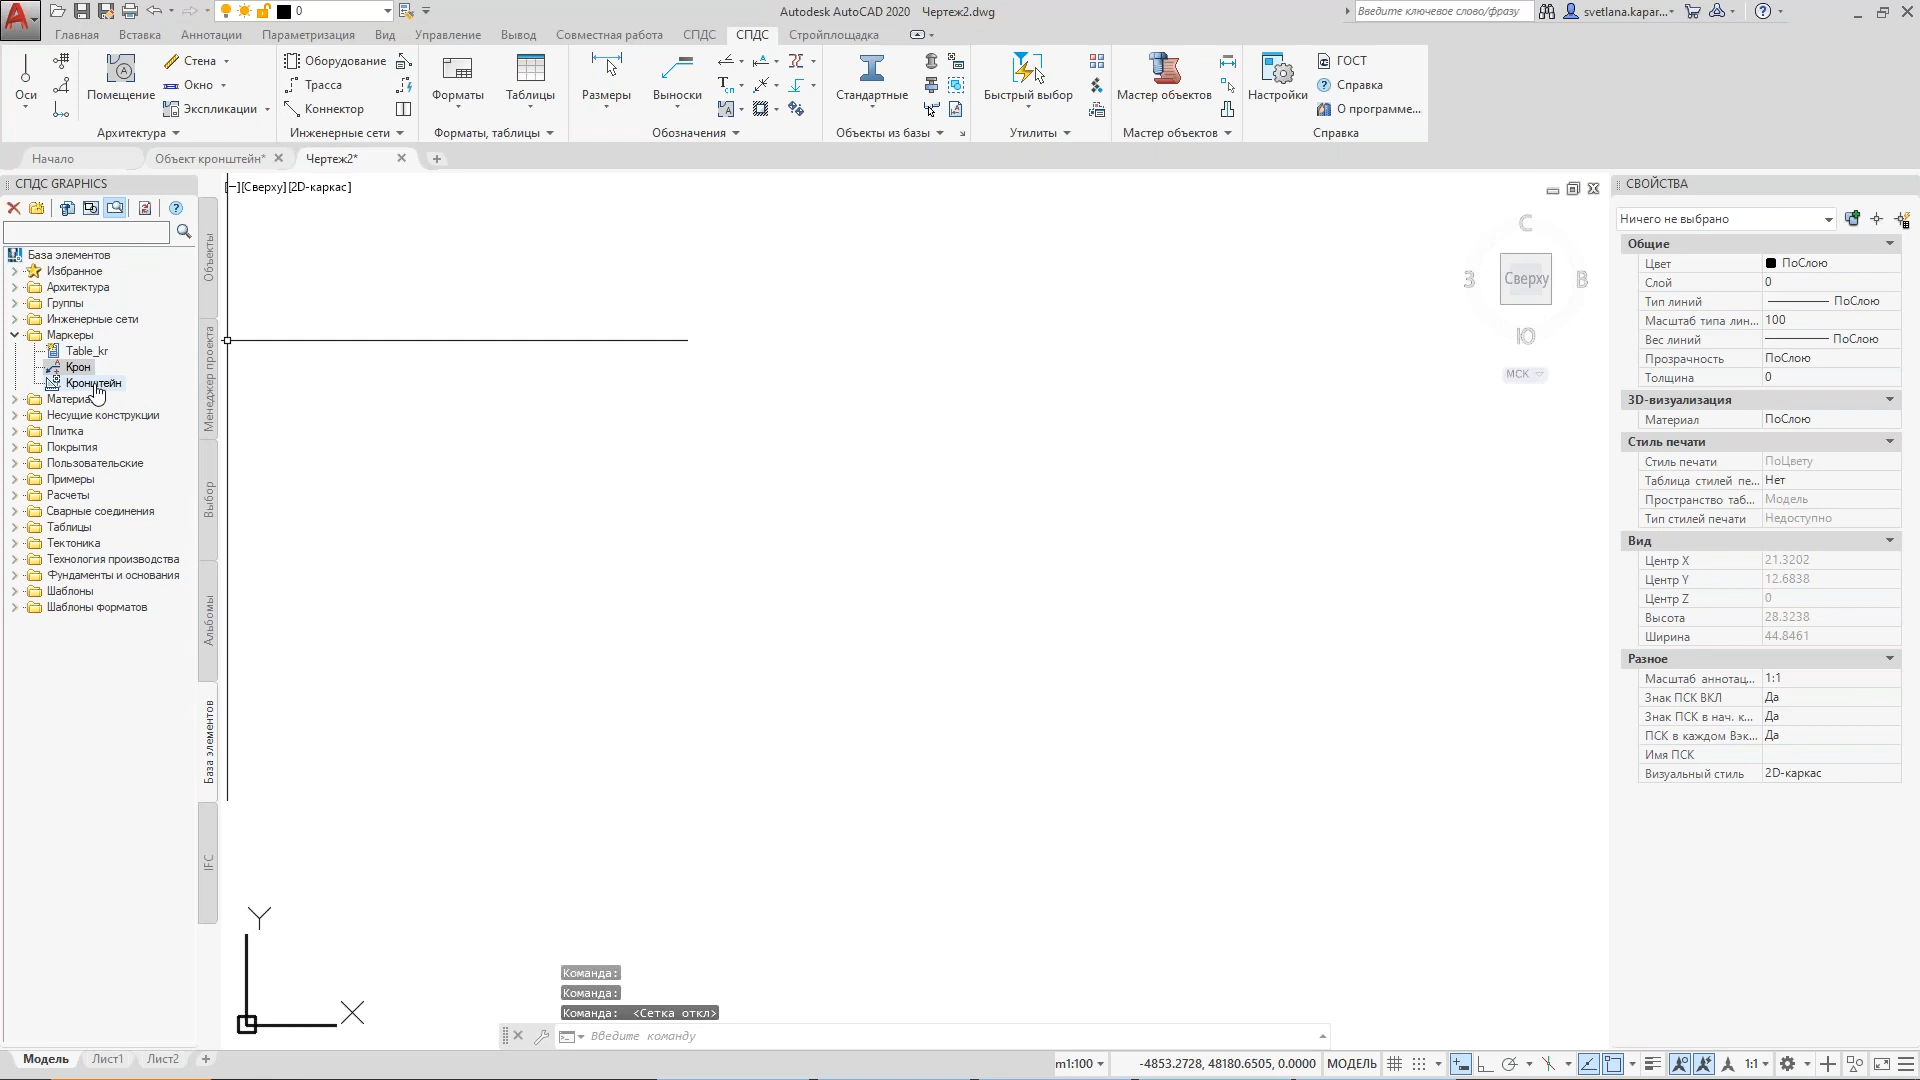 0
Autodesk AutoCAD 2020 Чертеж2.dwg
Введите ключевое слово/фразу
svetlana.kapar...
Главная Вставка Аннотации Параметризация Вид Управление Вывод Совместная работа СПДС СПДС Стройплощадка
Оси
Помещение
Стена
Окно
Экспликации
Архитектура
Оборудование
Трасса
Коннектор
Инженерные сети
Форматы
Таблицы
Форматы, таблицы
Размеры
Выноски
Обозначения
Стандартные
Объекты из базы
Быстрый выбор
Утилиты
Мастер объектов
Мастер объектов
Настройки
ГОСТ
Справка
О программе...
Справка
Начало
Объект кронштейн*
Чертеж2*
СПДС GRAPHICS
База элементов
Избранное
Архитектура
Группы
Инженерные сети
Маркеры
Table_kr
Крон
Кронштейн
Несущие конструкции
Плитка
Покрытия
Пользовательские
Примеры
Расчеты
Сварные соединения
Таблицы
Тектоника
Технология производства
Фундаменты и основания
Шаблоны
Шаблоны форматов
Объекты
Менеджер проекта
Выбор
Альбомы
База элементов
IFC
[−][Сверху][2D-каркас]
С
З Сверху В
Ю
МСК
Y
X
Команда:
Команда:
Команда: <Сетка откл>
Введите команду
СВОЙСТВА
Ничего не выбрано
Общие
Цвет ПоСлою
Слой 0
Тип линий ПоСлою
Масштаб типа лин... 100
Вес линий ПоСлою
Прозрачность ПоСлою
Толщина 0
3D-визуализация
Материал ПоСлою
Стиль печати
Стиль печати ПоЦвету
Таблица стилей пе... Нет
Пространство таб... Модель
Тип стилей печати Недоступно
Вид
Центр X 21.3202
Центр Y 12.6838
Центр Z 0
Высота 28.3238
Ширина 44.8461
Разное
Масштаб аннотац... 1:1
Знак ПСК ВКЛ Да
Знак ПСК в нач. к... Да
ПСК в каждом Вэк... Да
Имя ПСК
Визуальный стиль 2D-каркас
Модель Лист1 Лист2
m1:100
-4853.2728, 48180.6505, 0.0000
МОДЕЛЬ
1:1